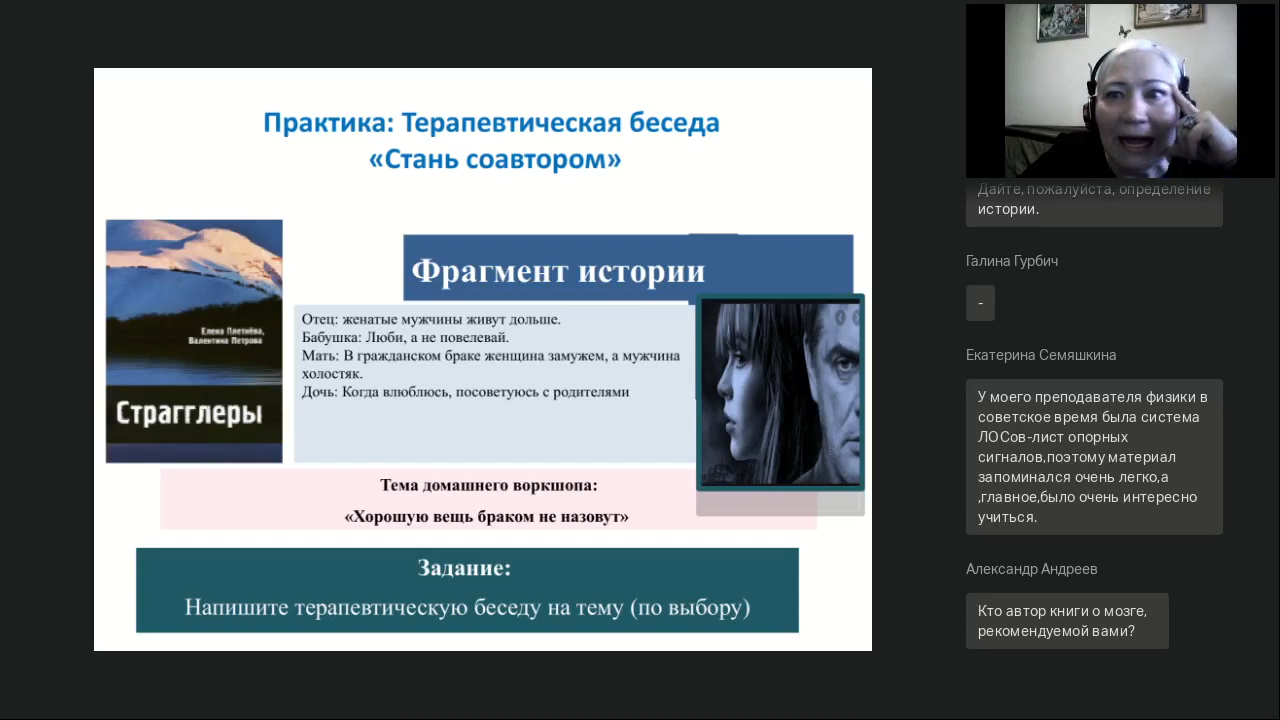 Практика: Терапевтическая беседа
«Стань соавтором»
Елена Плетнёва,
Валентина Петрова
Страгглеры
Фрагмент истории
Отец: женатые мужчины живут дольше.
Бабушка: Люби, а не повелевай.
Мать: В гражданском браке женщина замужем, а мужчина
холостяк.
Дочь: Когда влюблюсь, посоветуюсь с родителями
Тема домашнего воркшопа:
«Хорошую вещь браком не назовут»
Задание:
Напишите терапевтическую беседу на тему (по выбору)
Дайте, пожалуйста, определение
истории.
Галина Гурбич
-
Екатерина Семяшкина
У моего преподавателя физики в
советское время была система
ЛОСов-лист опорных
сигналов,поэтому материал
запоминался очень легко,а
,главное,было очень интересно
учиться.
Александр Андреев
Кто автор книги о мозге,
рекомендуемой вами?